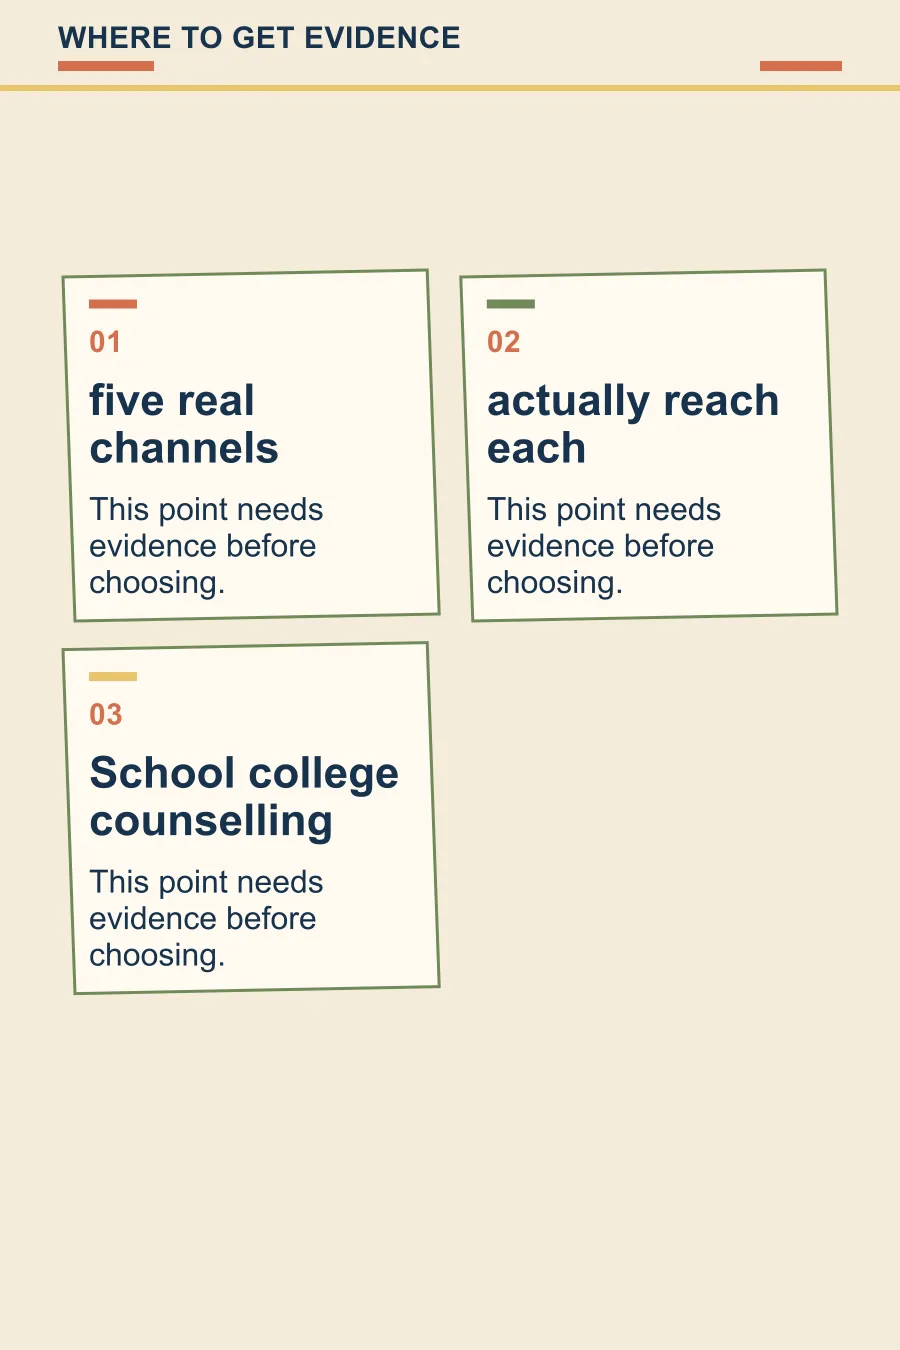 WHERE TO GET EVIDENCE
01
five real
channels
This point needs
evidence before
choosing.
02
actually reach
each
This point needs
evidence before
choosing.
03
School college
counselling
This point needs
evidence before
choosing.